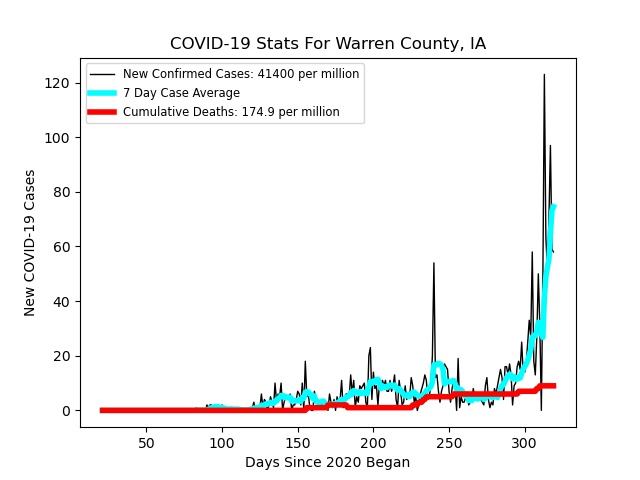 COVID-19 Stats For Warren County, IA
New Confirmed Cases: 41400 per million
7 Day Case Average
Cumulative Deaths: 174.9 per million
New COVID-19 Cases
120
100
80
60
40
20
0
50 100 150 200 250 300
Days Since 2020 Began